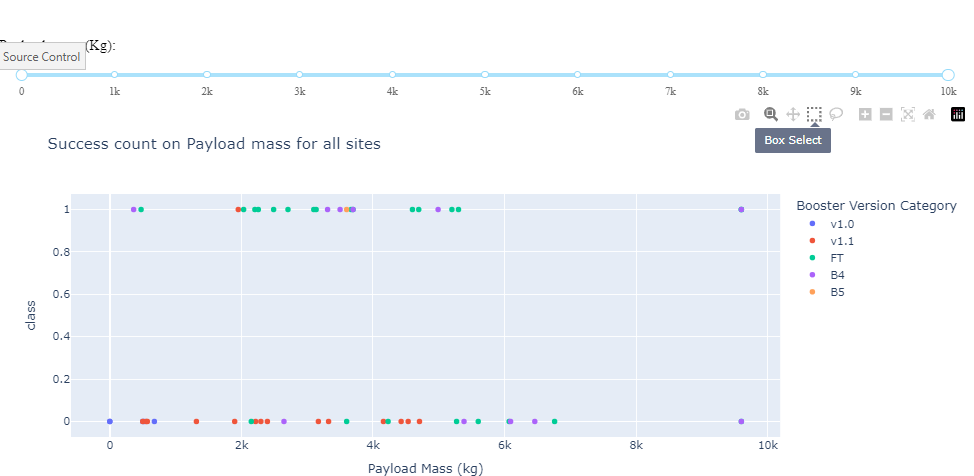 (Kg):
Source Control
0 1k 2k 3k 4k 5k 6k 7k 8k 9k 10k
Box Select
Success count on Payload mass for all sites
Booster Version Category
v1.0
v1.1
FT
B4
B5
1
0.8
0.6
0.4
0.2
0
class
0 2k 4k 6k 8k 10k
Payload Mass (kg)